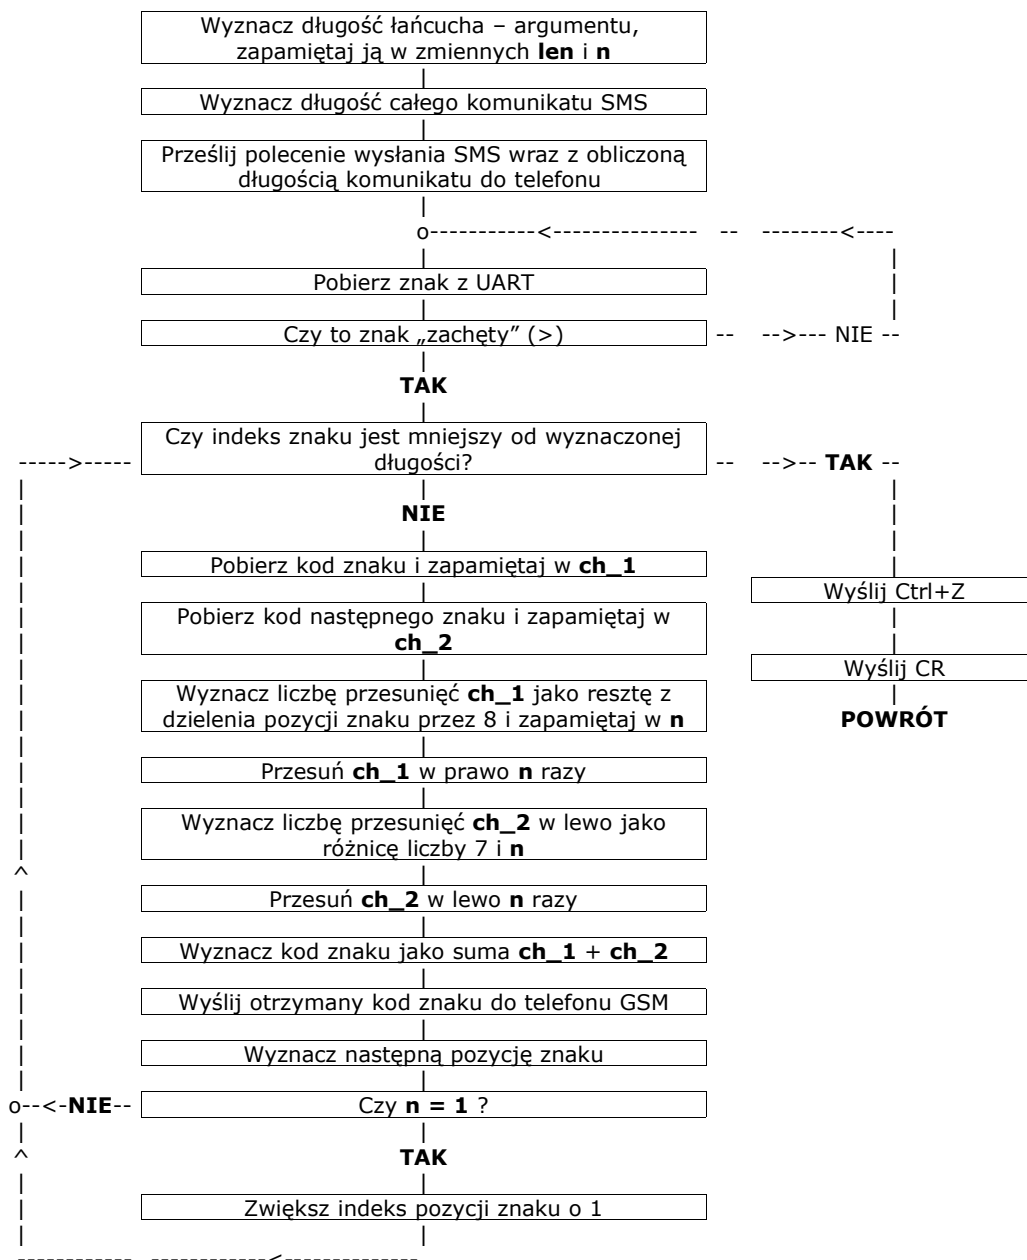 Wyznacz długość łańcucha – argumentu,
zapamiętaj ją w zmiennych len i n
Wyznacz długość całego komunikatu SMS
Prześlij polecenie wysłania SMS wraz z obliczoną
długością komunikatu do telefonu
Pobierz znak z UART
Czy to znak „zachęty” (>)
NIE
TAK
Czy indeks znaku jest mniejszy od wyznaczonej
długości?
TAK
NIE
Pobierz kod znaku i zapamiętaj w ch_1
Wyślij Ctrl+Z
Pobierz kod następnego znaku i zapamiętaj w
ch_2
Wyślij CR
Wyznacz liczbę przesunięć ch_1 jako resztę z
dzielenia pozycji znaku przez 8 i zapamiętaj w n
POWRÓT
Przesuń ch_1 w prawo n razy
Wyznacz liczbę przesunięć ch_2 w lewo jako
różnicę liczby 7 i n
Przesuń ch_2 w lewo n razy
Wyznacz kod znaku jako suma ch_1 + ch_2
Wyślij otrzymany kod znaku do telefonu GSM
Wyznacz następną pozycję znaku
NIE
Czy n = 1 ?
TAK
Zwiększ indeks pozycji znaku o 1